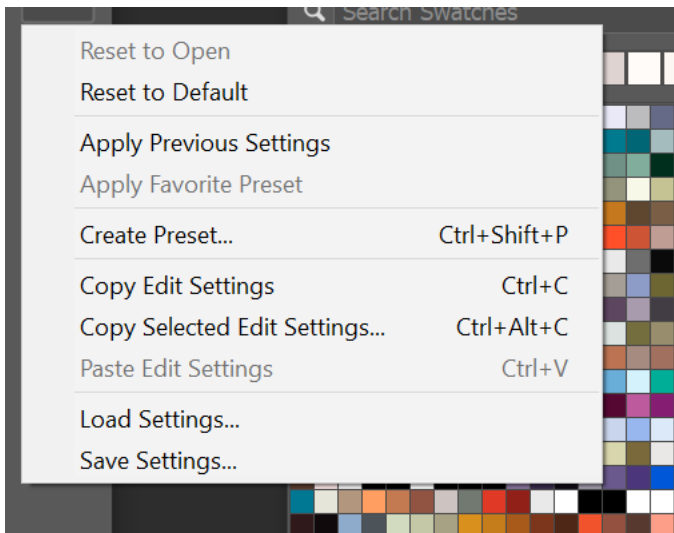 Search Swatches
Reset to Open
Reset to Default
Apply Previous Settings
Apply Favorite Preset
Create Preset... Ctrl+Shift+P
Copy Edit Settings Ctrl+C
Copy Selected Edit Settings... Ctrl+Alt+C
Paste Edit Settings Ctrl+V
Load Settings...
Save Settings...